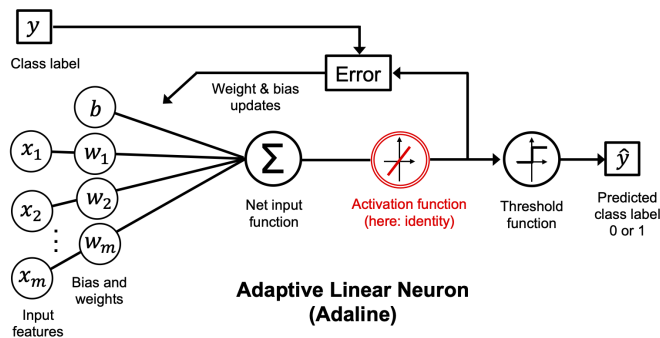 y
Class label
Error
Weight & bias
updates
b
x₁
w₁
x₂
w₂
⋮
wₘ
xₘ
Bias and
weights
Input
features
Σ
Net input
function
Activation function
(here: identity)
Threshold
function
ŷ
Predicted
class label
0 or 1
Adaptive Linear Neuron
(Adaline)